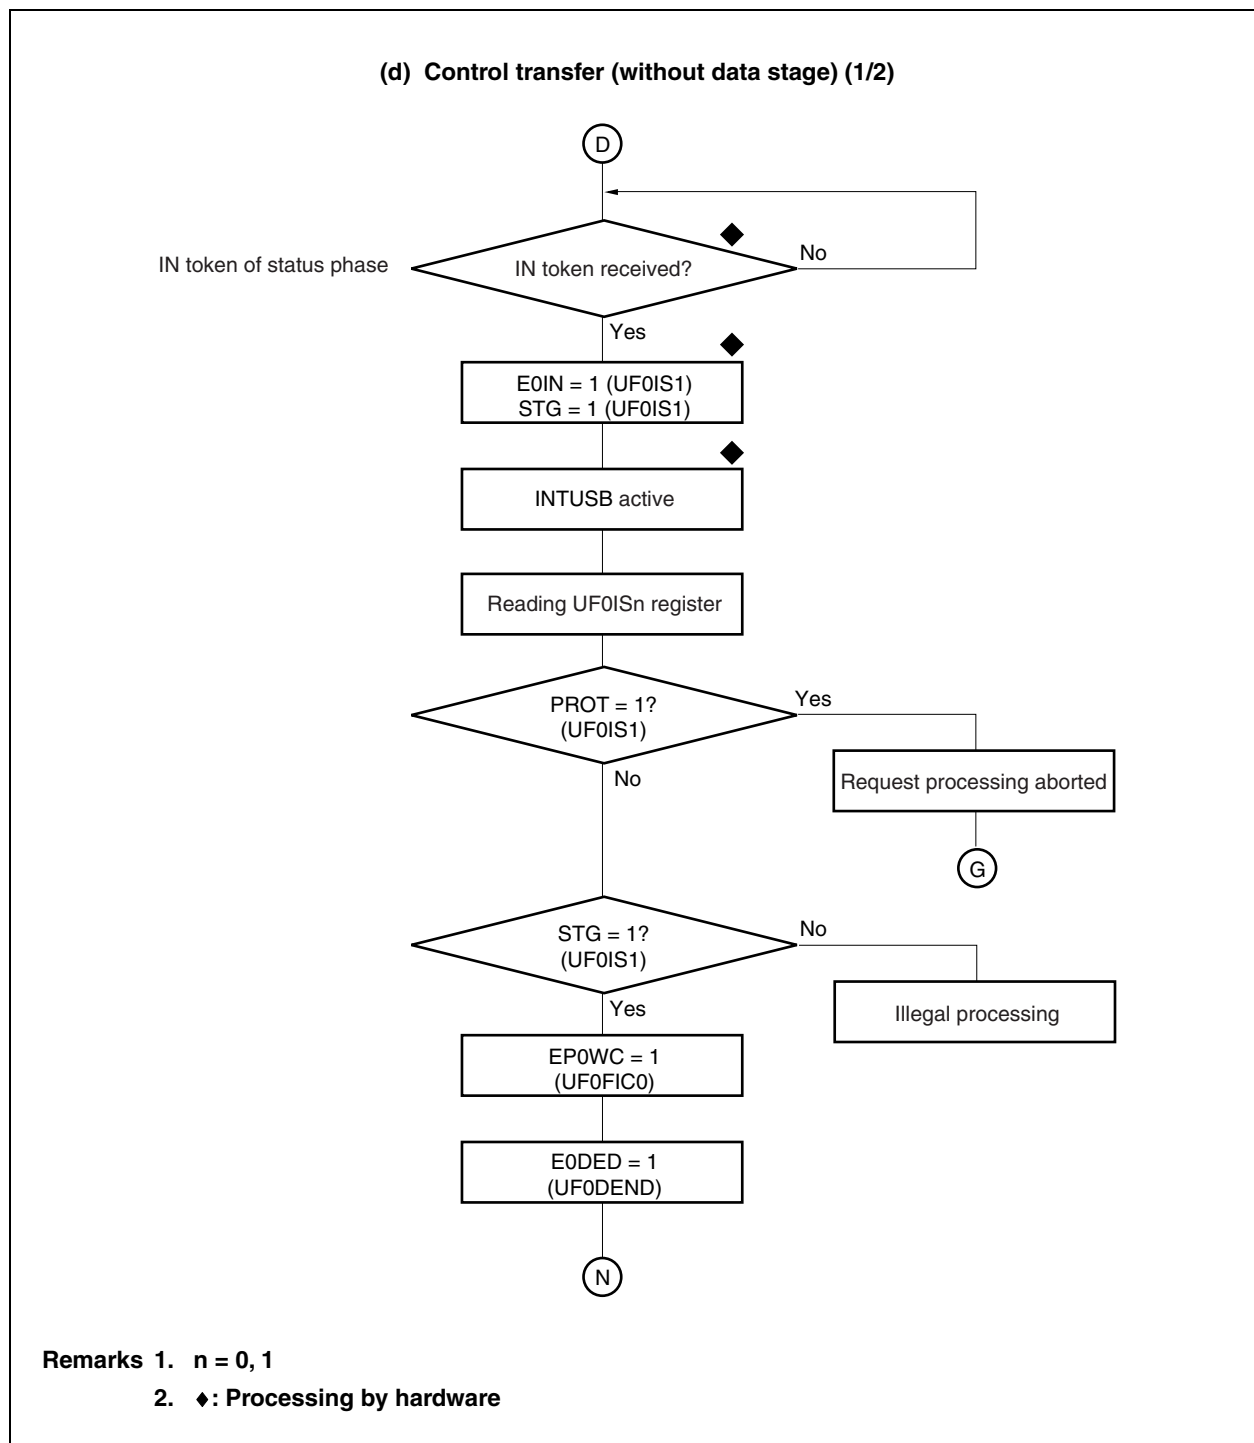 (d) Control transfer (without data stage) (1/2)
D
IN token of status phase
IN token received?
No
Yes
E0IN = 1 (UF0IS1)
STG = 1 (UF0IS1)
INTUSB active
Reading UF0ISn register
PROT = 1?
(UF0IS1)
Yes
No
Request processing aborted
G
STG = 1?
(UF0IS1)
No
Yes
Illegal processing
EP0WC = 1
(UF0FIC0)
E0DED = 1
(UF0DEND)
N
Remarks 1. n = 0, 1
2. ♦: Processing by hardware